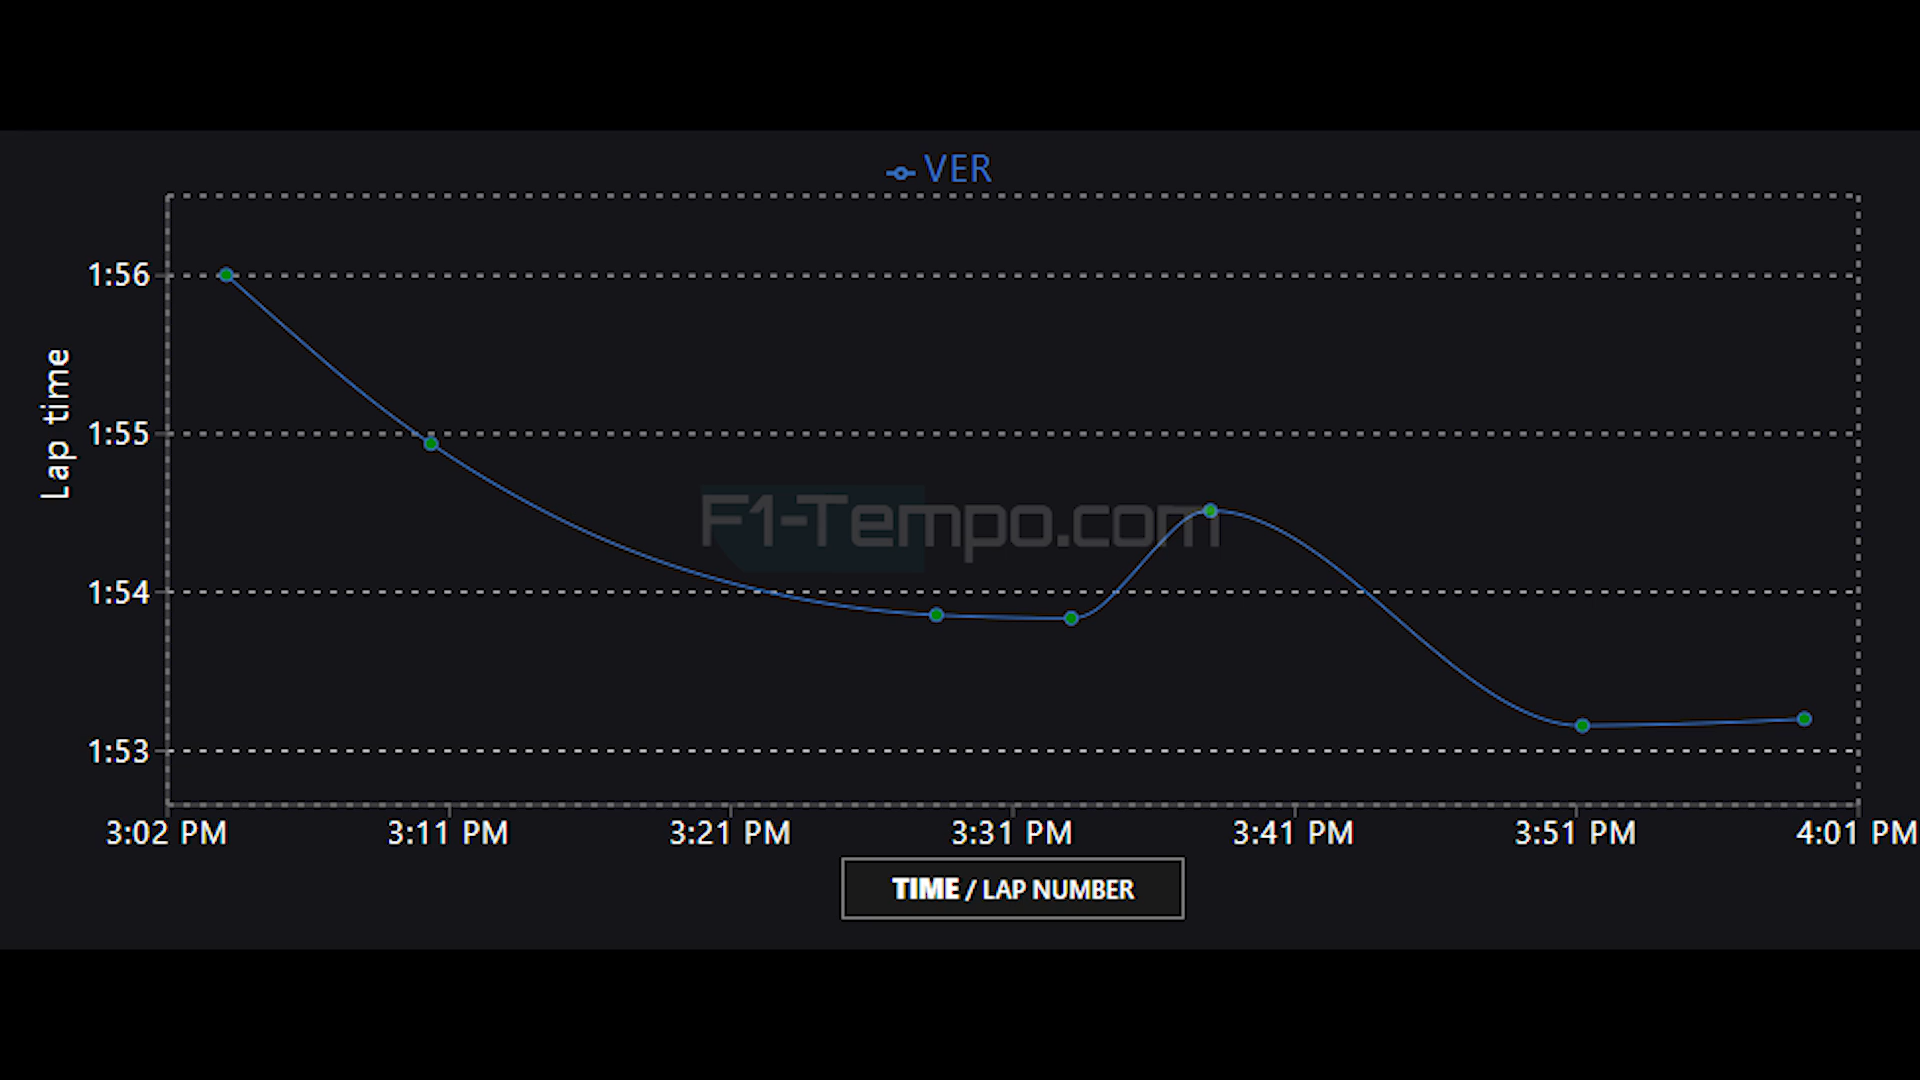 VER
1:56
1:55
1:54
1:53
Lap time
F1-Tempo.com
3:02 PM 3:11 PM 3:21 PM 3:31 PM 3:41 PM 3:51 PM 4:01 PM
TIME / LAP NUMBER